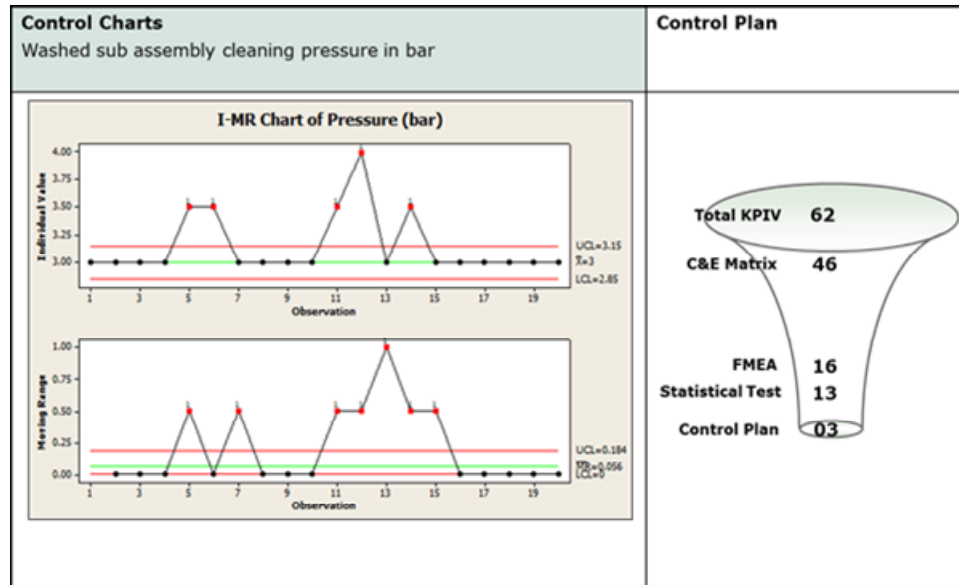 Control Charts
Washed sub assembly cleaning pressure in bar
Control Plan
I-MR Chart of Pressure (bar)
Individual Value
4.00
3.75
3.50
3.25
3.00
UCL=3.15
X̄=3
LCL=2.85
1 3 5 7 9 11 13 15 17 19
Observation
Moving Range
1.00
0.75
0.50
0.25
0.00
UCL=0.184
M̄R̄=0.056
LCL=0
1 3 5 7 9 11 13 15 17 19
Observation
Total KPIV 62
C&E Matrix 46
FMEA 16
Statistical Test 13
Control Plan 03